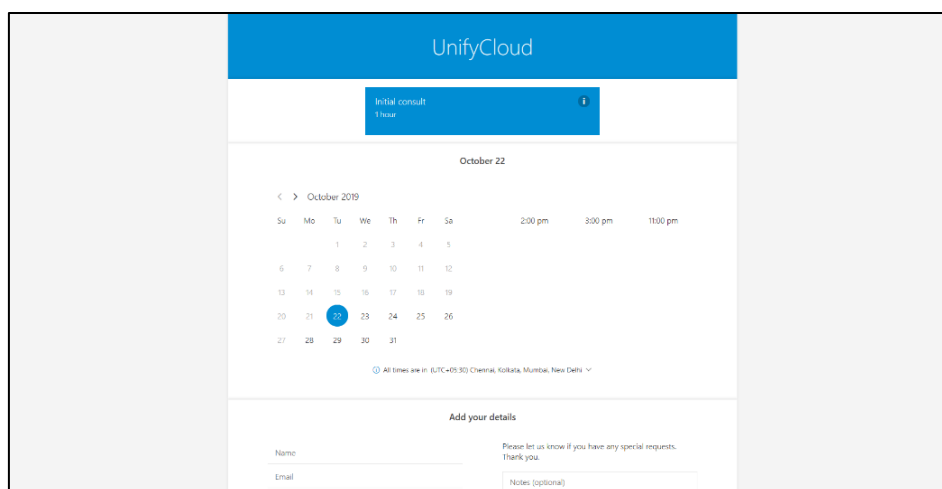 UnifyCloud
Initial consult
1 hour
October 22
October 2019
Su Mo Tu We Th Fr Sa
1 2 3 4 5
6 7 8 9 10 11 12
13 14 15 16 17 18 19
20 21 22 23 24 25 26
27 28 29 30 31
2:00 pm 3:00 pm 11:00 pm
All times are in (UTC+05:30) Chennai, Kolkata, Mumbai, New Delhi
Add your details
Name
Email
Please let us know if you have any special requests.
Thank you.
Notes (optional)